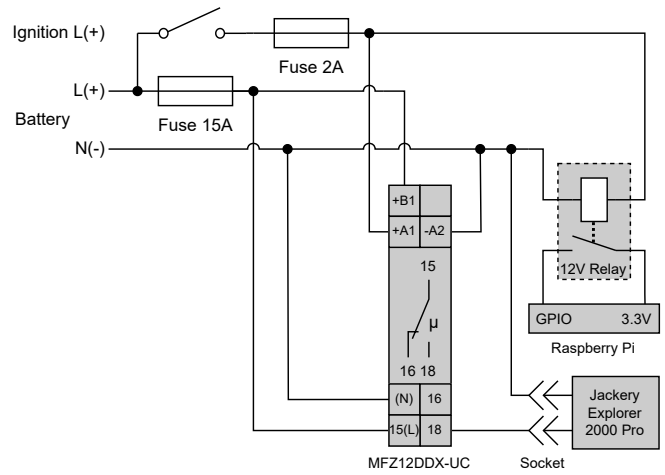 Ignition L(+)
Fuse 2A
L(+)
Fuse 15A
Battery
N(-)
+B1
+A1 -A2
15
µ
16 18
(N) 16
15(L) 18
MFZ12DDX-UC
12V Relay
GPIO 3.3V
Raspberry Pi
Jackery
Explorer
2000 Pro
Socket